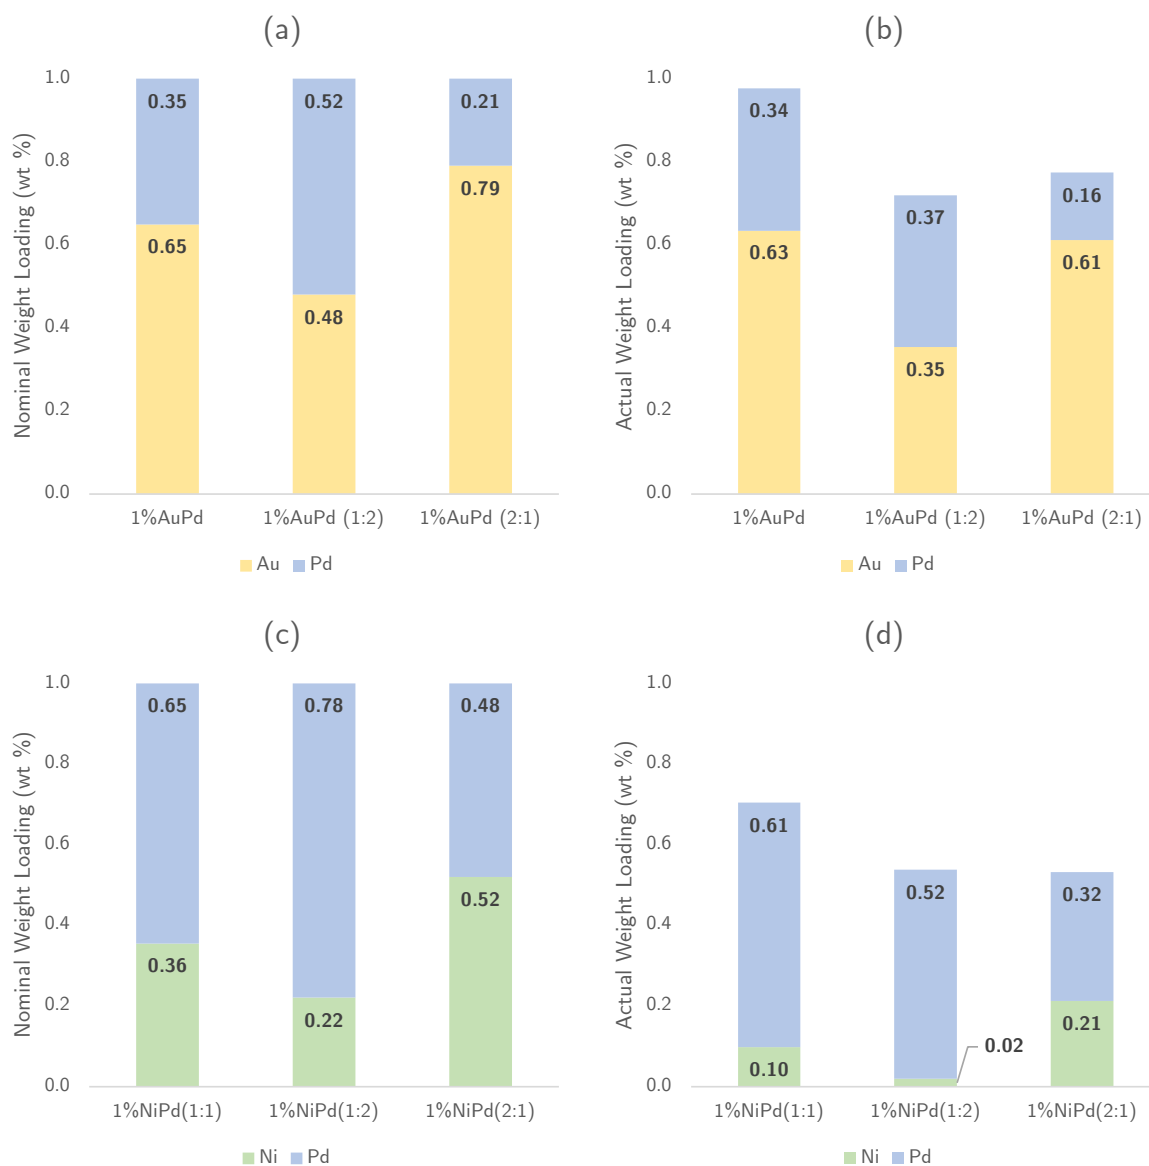 (a)
Nominal Weight Loading (wt %)
1.0
0.8
0.6
0.4
0.2
0.0
0.35
0.52
0.21
0.65
0.48
0.79
1%AuPd
1%AuPd (1:2)
1%AuPd (2:1)
Au
Pd
(b)
Actual Weight Loading (wt %)
1.0
0.8
0.6
0.4
0.2
0.0
0.34
0.37
0.16
0.63
0.35
0.61
1%AuPd
1%AuPd (1:2)
1%AuPd (2:1)
Au
Pd
(c)
Nominal Weight Loading (wt %)
1.0
0.8
0.6
0.4
0.2
0.0
0.65
0.78
0.48
0.36
0.22
0.52
1%NiPd(1:1)
1%NiPd(1:2)
1%NiPd(2:1)
Ni
Pd
(d)
Actual Weight Loading (wt %)
1.0
0.8
0.6
0.4
0.2
0.0
0.61
0.52
0.32
0.10
0.02
0.21
1%NiPd(1:1)
1%NiPd(1:2)
1%NiPd(2:1)
Ni
Pd